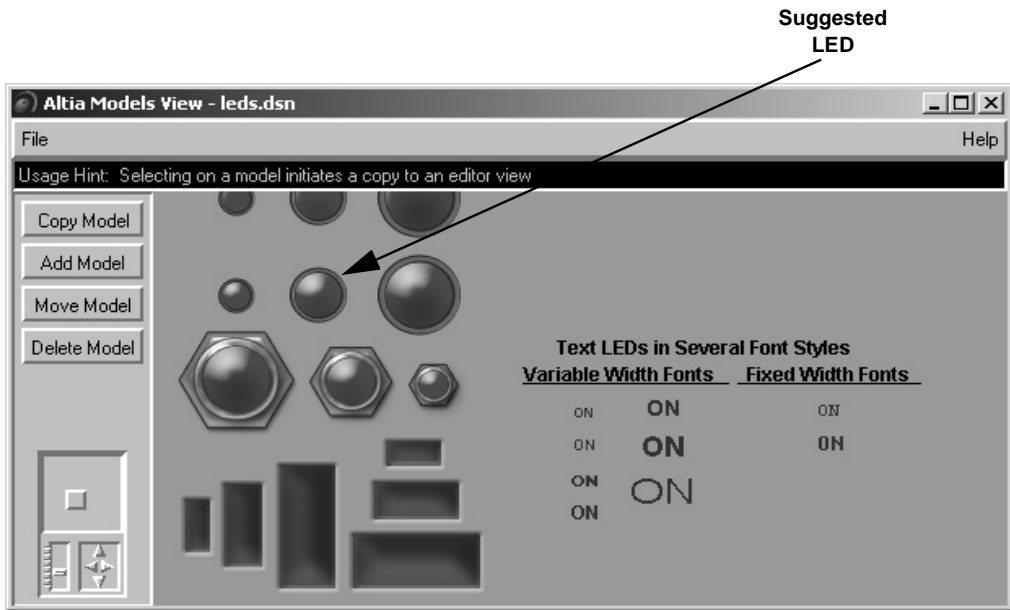 Suggested
LED
Altia Models View - leds.dsn
File Help
Usage Hint: Selecting on a model initiates a copy to an editor view
Copy Model
Add Model
Move Model
Delete Model
Text LEDs in Several Font Styles
Variable Width Fonts Fixed Width Fonts
ON ON ON
ON ON ON
ON ON
ON